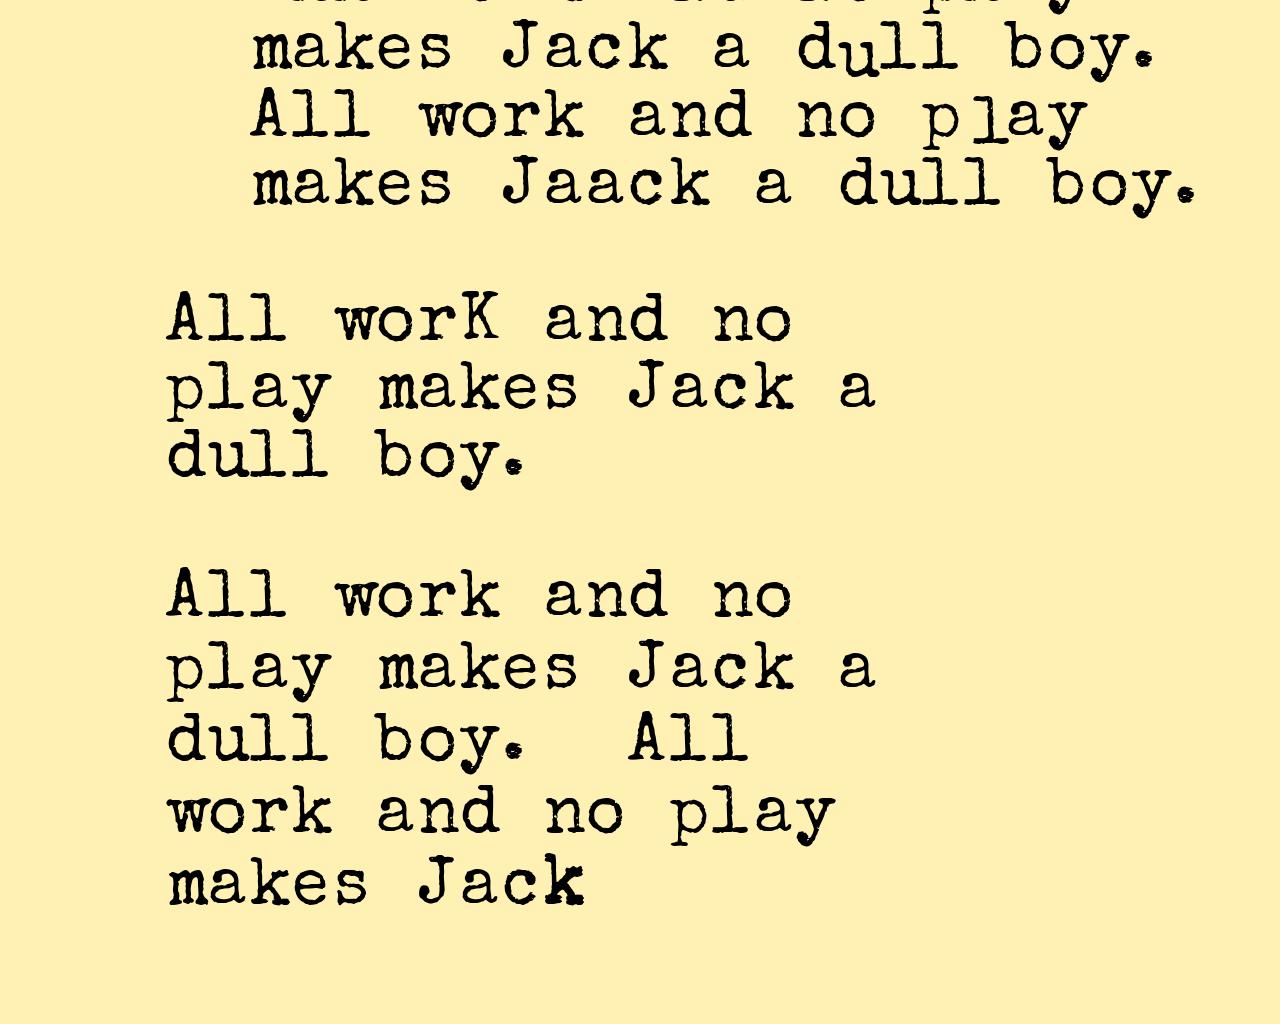 makes Jack a dull boy.
All work and no play
makes Jaack a dull boy.
All worK and no
play makes Jack a
dull boy.
All work and no
play makes Jack a
dull boy.  All
work and no play
makes Jack